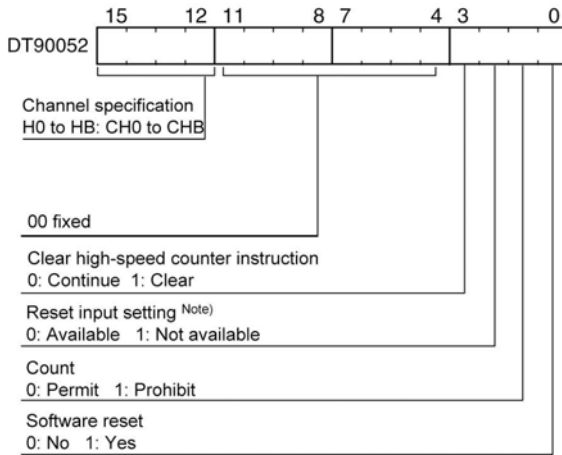 15 12 11 8 7 4 3 0
DT90052
Channel specification
H0 to HB: CH0 to CHB
00 fixed
Clear high-speed counter instruction
0: Continue 1: Clear
Reset input setting Note)
0: Available 1: Not available
Count
0: Permit 1: Prohibit
Software reset
0: No 1: Yes